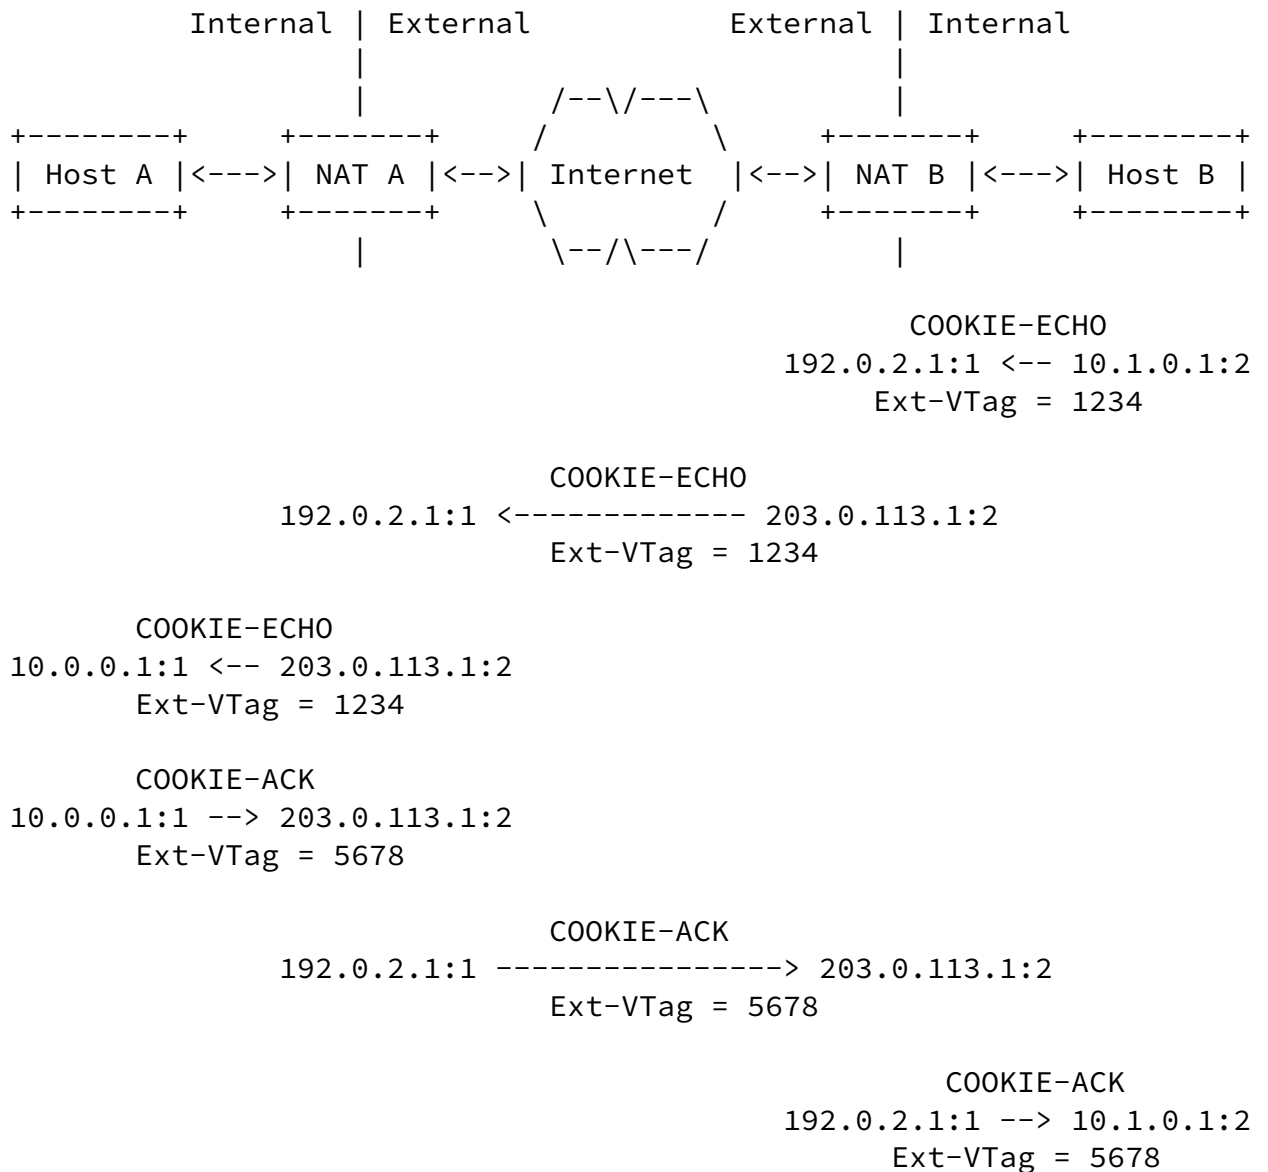 Internal | External           External | Internal
                   |                             |
                   |          /--\/---\          |
+--------+     +-------+     /         \     +-------+     +--------+
| Host A |<--->| NAT A |<-->| Internet  |<-->| NAT B |<--->| Host B |
+--------+     +-------+     \         /     +-------+     +--------+
                   |          \--/\---/          |
                                                  COOKIE-ECHO
                                           192.0.2.1:1 <-- 10.1.0.1:2
                                                Ext-VTag = 1234
                              COOKIE-ECHO
               192.0.2.1:1 <------------- 203.0.113.1:2
                              Ext-VTag = 1234
       COOKIE-ECHO
10.0.0.1:1 <-- 203.0.113.1:2
       Ext-VTag = 1234
       COOKIE-ACK
10.0.0.1:1 --> 203.0.113.1:2
       Ext-VTag = 5678
                              COOKIE-ACK
               192.0.2.1:1 ----------------> 203.0.113.1:2
                              Ext-VTag = 5678
                                                    COOKIE-ACK
                                           192.0.2.1:1 --> 10.1.0.1:2
                                                 Ext-VTag = 5678